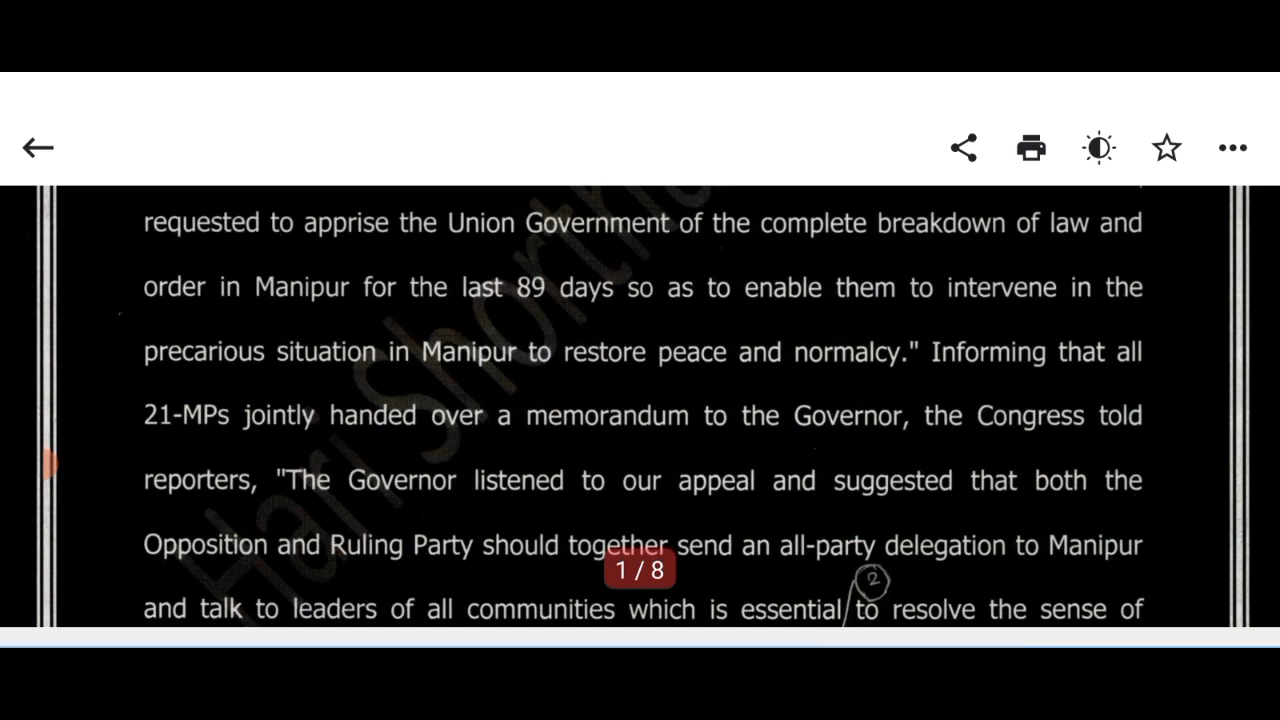 requested to apprise the Union Government of the complete breakdown of law and
order in Manipur for the last 89 days so as to enable them to intervene in the
precarious situation in Manipur to restore peace and normalcy." Informing that all
21-MPs jointly handed over a memorandum to the Governor, the Congress told
reporters, "The Governor listened to our appeal and suggested that both the
Opposition and Ruling Party should together send an all-party delegation to Manipur
1 / 8
2
and talk to leaders of all communities which is essential/to resolve the sense of
Hari Shortha